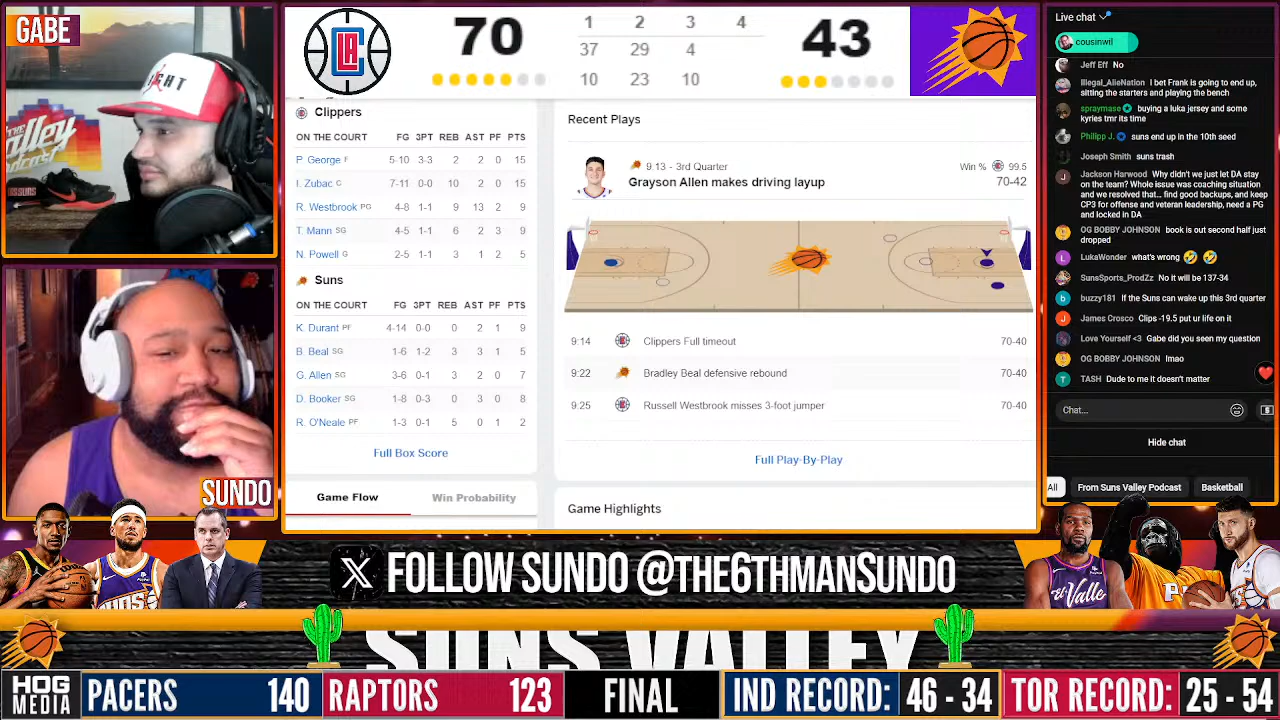 GABE
SUNDO
70
1 2 3 4
37 29 4
10 23 10
43
Clippers
ON THE COURT FG 3PT REB AST PF PTS
P. George F 5-10 3-3 2 2 0 15
I. Zubac C 7-11 0-0 10 2 0 15
R. Westbrook PG 4-8 1-1 9 13 2 9
T. Mann SG 4-5 1-1 6 2 3 9
N. Powell G 2-5 1-1 3 1 2 5
Suns
ON THE COURT FG 3PT REB AST PF PTS
K. Durant PF 4-14 0-0 0 2 1 9
B. Beal SG 1-6 1-2 3 3 1 5
G. Allen SG 3-6 0-1 3 2 0 7
D. Booker SG 1-8 0-3 0 3 0 8
R. O'Neale PF 1-3 0-1 5 0 1 2
Full Box Score
Game Flow Win Probability
Recent Plays
9:13 - 3rd Quarter Win % 99.5
Grayson Allen makes driving layup 70-42
9:14 Clippers Full timeout 70-40
9:22 Bradley Beal defensive rebound 70-40
9:25 Russell Westbrook misses 3-foot jumper 70-40
Full Play-By-Play
Game Highlights
Live chat
cousinwil
Jeff Eff No
Illegal_AlieNation I bet Frank is going to end up,
sitting the starters and playing the bench
spraymase buying a luka jersey and some
kyries tmr its time
Philipp J. suns end up in the 10th seed
Joseph Smith suns trash
Jackson Harwood Why didn't we just let DA stay
on the team? Whole issue was coaching situation
and we resolved that... find good backups, and keep
CP3 for offense and veteran leadership, need a PG
and locked in DA
OG BOBBY JOHNSON book is out second half just
dropped
LukaWonder what's wrong 🤣 🤣
SunsSports_ProdZz No it will be 137-34
buzzy181 If the Suns can wake up this 3rd quarter
James Crosco Clips -19.5 put ur life on it
Love Yourself <3 Gabe did you seen my question
OG BOBBY JOHNSON lmao
TASH Dude to me it doesn't matter
Chat...
Hide chat
All From Suns Valley Podcast Basketball
X FOLLOW SUNDO @THE6THMANSUNDO
SUNS VALLEY
HOG
MEDIA
PACERS 140 RAPTORS 123 FINAL IND RECORD: 46 - 34 TOR RECORD: 25 - 54